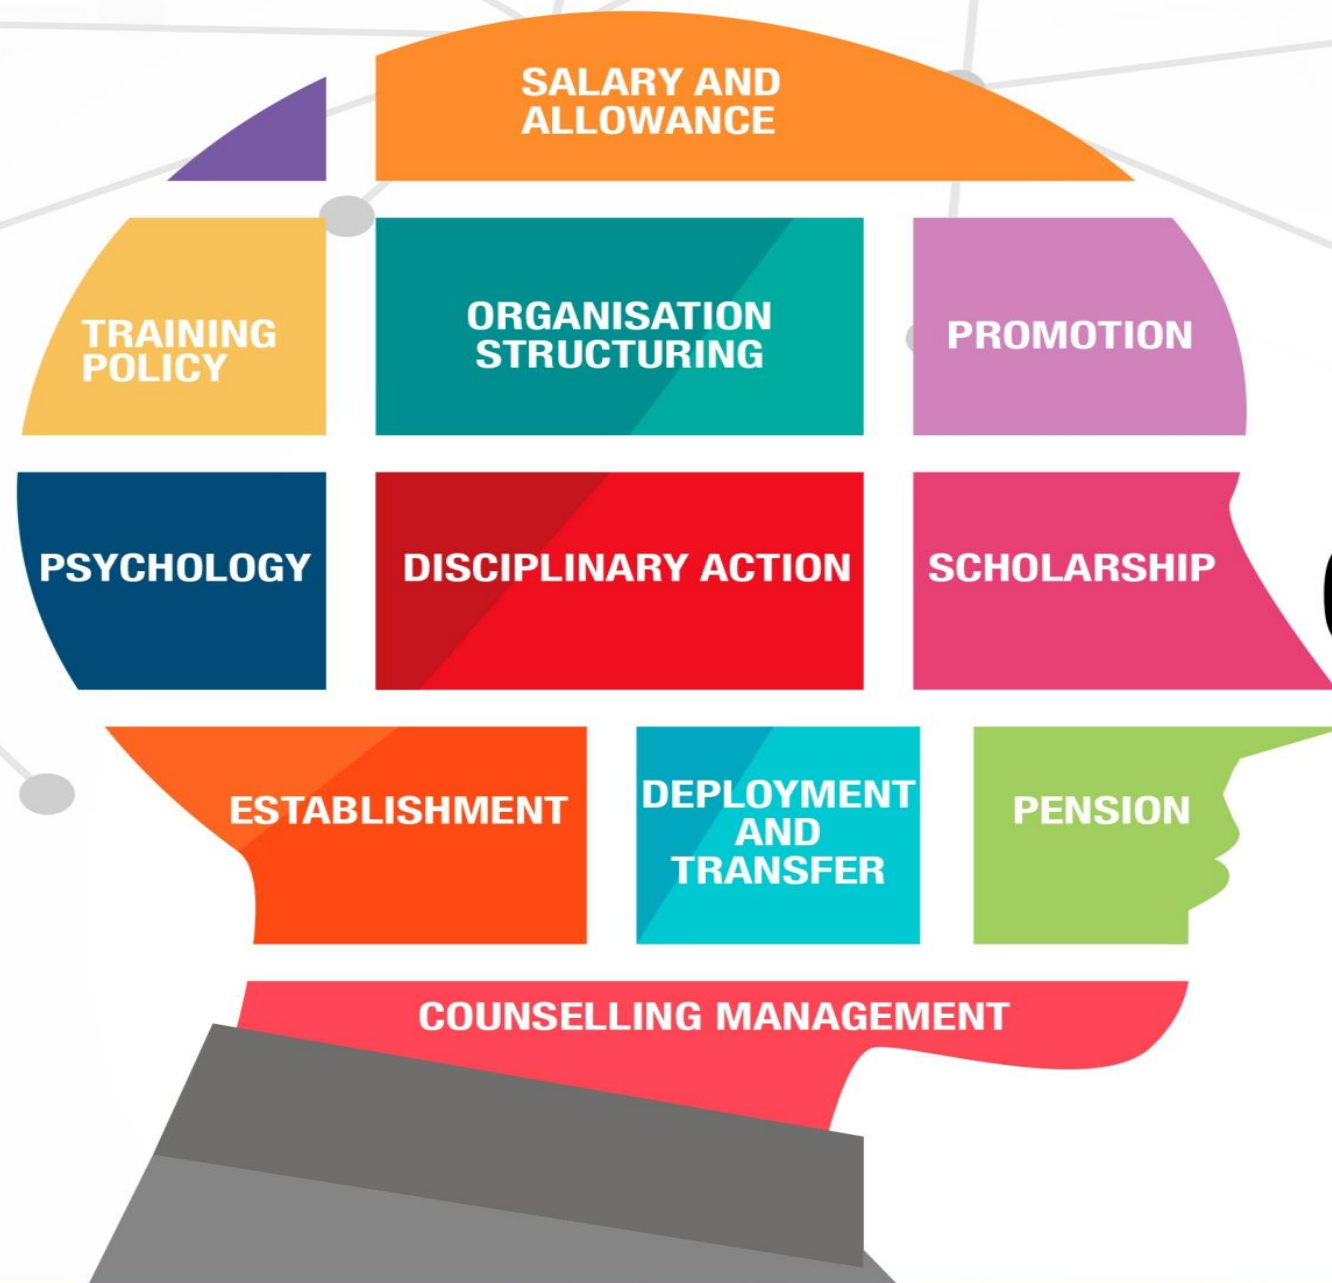 SALARY AND
ALLOWANCE
TRAINING
POLICY
ORGANISATION
STRUCTURING
PROMOTION
PSYCHOLOGY
DISCIPLINARY ACTION
SCHOLARSHIP
ESTABLISHMENT
DEPLOYMENT
AND
TRANSFER
PENSION
COUNSELLING MANAGEMENT